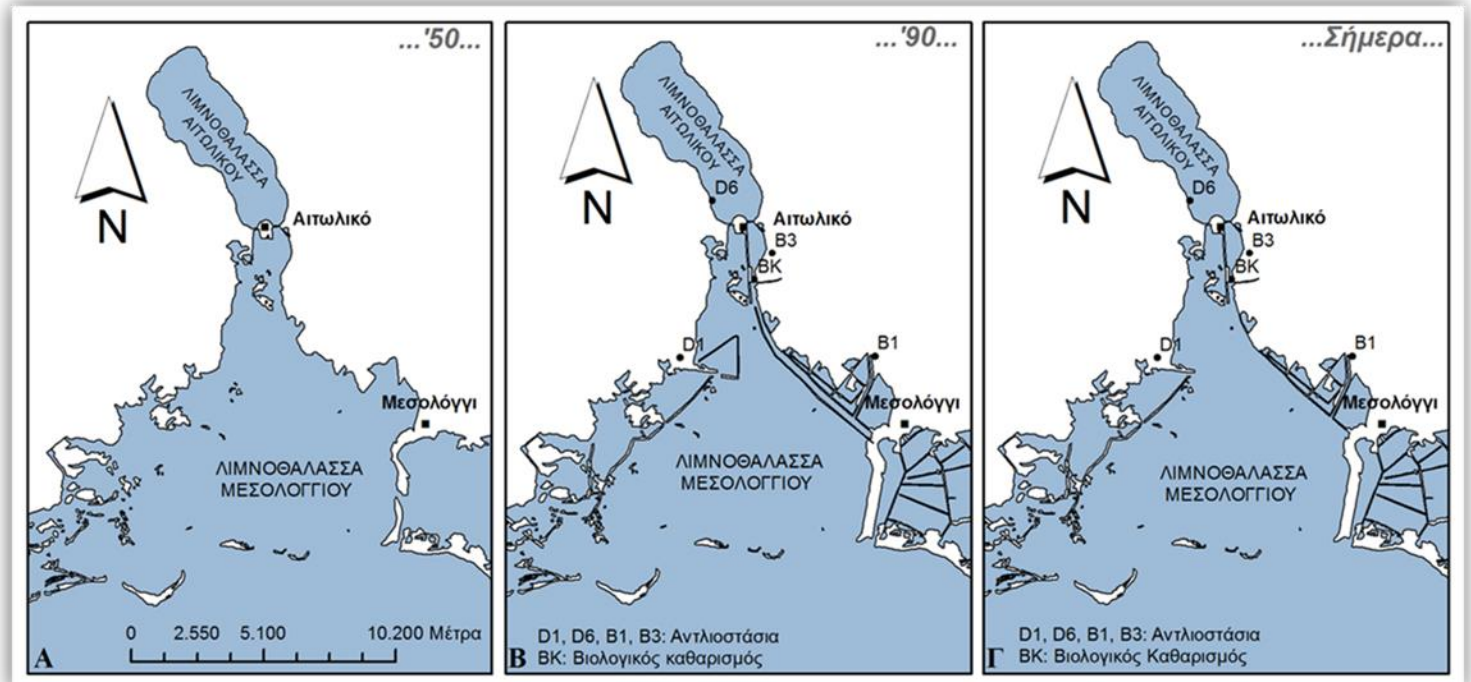 ...'50...
ΛΙΜΝΟΘΑΛΑΣΣΑ
ΑΙΤΩΛΙΚΟΥ
N
Αιτωλικό
Μεσολόγγι
ΛΙΜΝΟΘΑΛΑΣΣΑ
ΜΕΣΟΛΟΓΓΙΟΥ
0 2.550 5.100 10.200 Μέτρα
Α
...'90...
ΛΙΜΝΟΘΑΛΑΣΣΑ
ΑΙΤΩΛΙΚΟΥ
N
D6
Αιτωλικό
B3
BK
D1
B1
Μεσολόγγι
ΛΙΜΝΟΘΑΛΑΣΣΑ
ΜΕΣΟΛΟΓΓΙΟΥ
D1, D6, B1, B3: Αντλιοστάσια
BK: Βιολογικός καθαρισμός
Β
...Σήμερα...
ΛΙΜΝΟΘΑΛΑΣΣΑ
ΑΙΤΩΛΙΚΟΥ
N
D6
Αιτωλικό
B3
BK
D1
B1
Μεσολόγγι
ΛΙΜΝΟΘΑΛΑΣΣΑ
ΜΕΣΟΛΟΓΓΙΟΥ
D1, D6, B1, B3: Αντλιοστάσια
BK: Βιολογικός Καθαρισμός
Γ